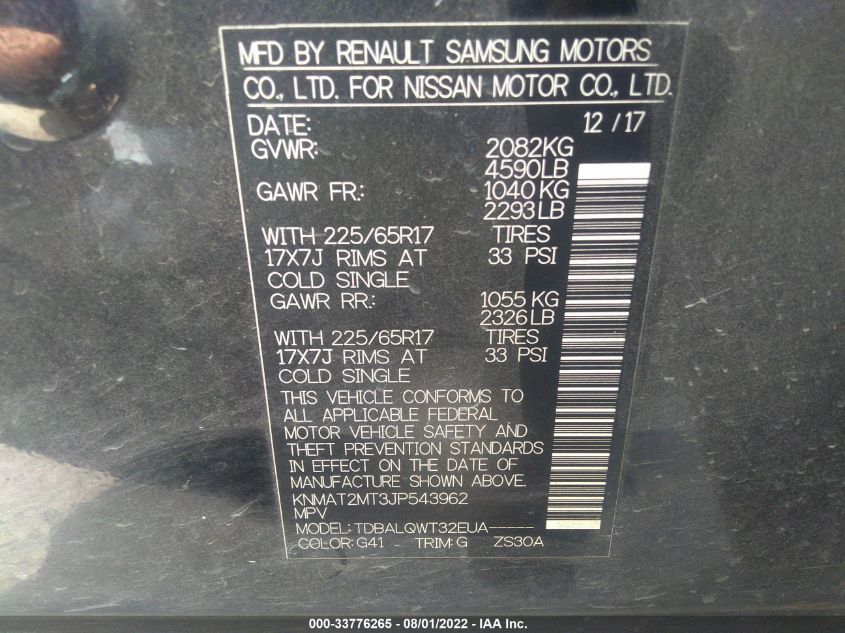 MFD BY RENAULT SAMSUNG MOTORS
CO., LTD. FOR NISSAN MOTOR CO., LTD.
DATE: 12 / 17
GVWR: 2082KG
4590LB
GAWR FR.: 1040 KG
2293 LB
WITH 225/65R17 TIRES
17X7J RIMS AT 33 PSI
COLD SINGLE
GAWR RR.: 1055 KG
2326 LB
WITH 225/65R17 TIRES
17X7J RIMS AT 33 PSI
COLD SINGLE
THIS VEHICLE CONFORMS TO
ALL APPLICABLE FEDERAL
MOTOR VEHICLE SAFETY AND
THEFT PREVENTION STANDARDS
IN EFFECT ON THE DATE OF
MANUFACTURE SHOWN ABOVE.
KNMAT2MT3JP543962
MPV
MODEL: TDBALQWT32EUA-----
COLOR: G41 TRIM: G ZS30A
000-33776265 - 08/01/2022 - IAA Inc.